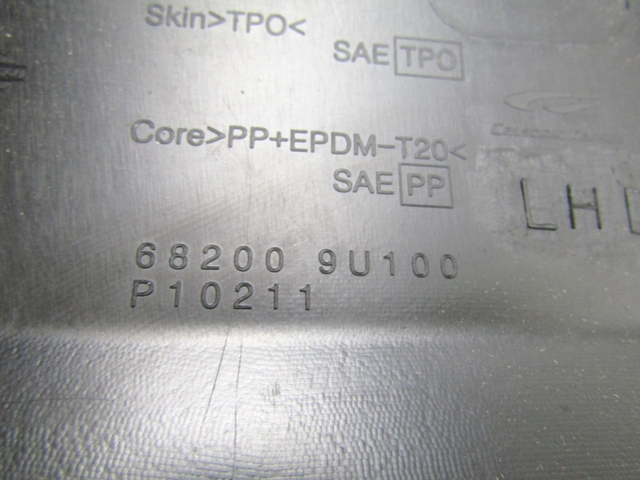 Skin>TPO<
SAE TPO
Core>PP+EPDM-T20<
SAE PP
LH
68200 9U100
P10211